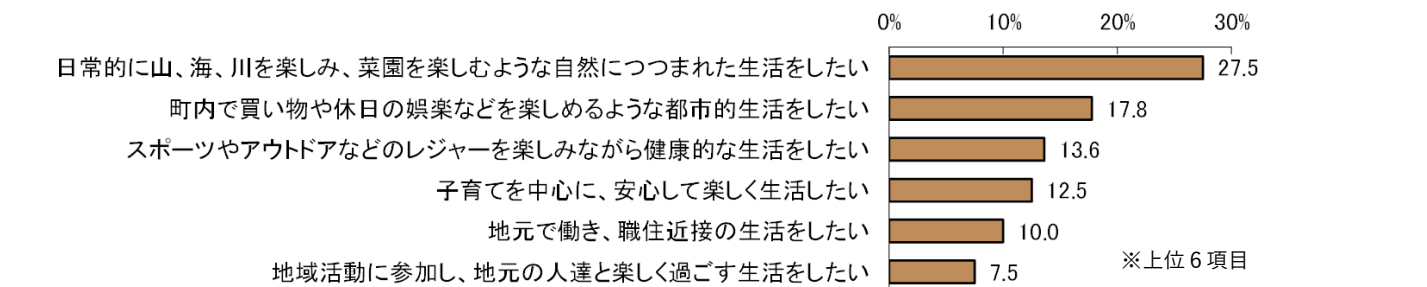 0% 10% 20% 30%
日常的に山、海、川を楽しみ、菜園を楽しむような自然につつまれた生活をしたい 27.5
町内で買い物や休日の娯楽などを楽しめるような都市的生活をしたい 17.8
スポーツやアウトドアなどのレジャーを楽しみながら健康的な生活をしたい 13.6
子育てを中心に、安心して楽しく生活したい 12.5
地元で働き、職住近接の生活をしたい 10.0
地域活動に参加し、地元の人達と楽しく過ごす生活をしたい 7.5
※上位6項目